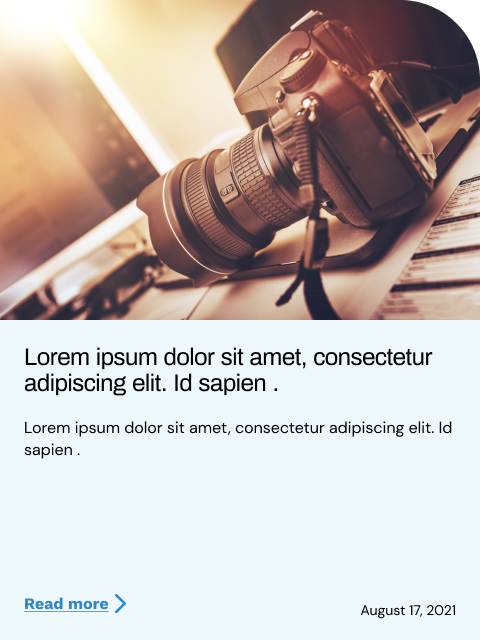 Lorem ipsum dolor sit amet, consectetur
adipiscing elit. Id sapien .
Lorem ipsum dolor sit amet, consectetur adipiscing elit. Id
sapien .
Read more
August 17, 2021